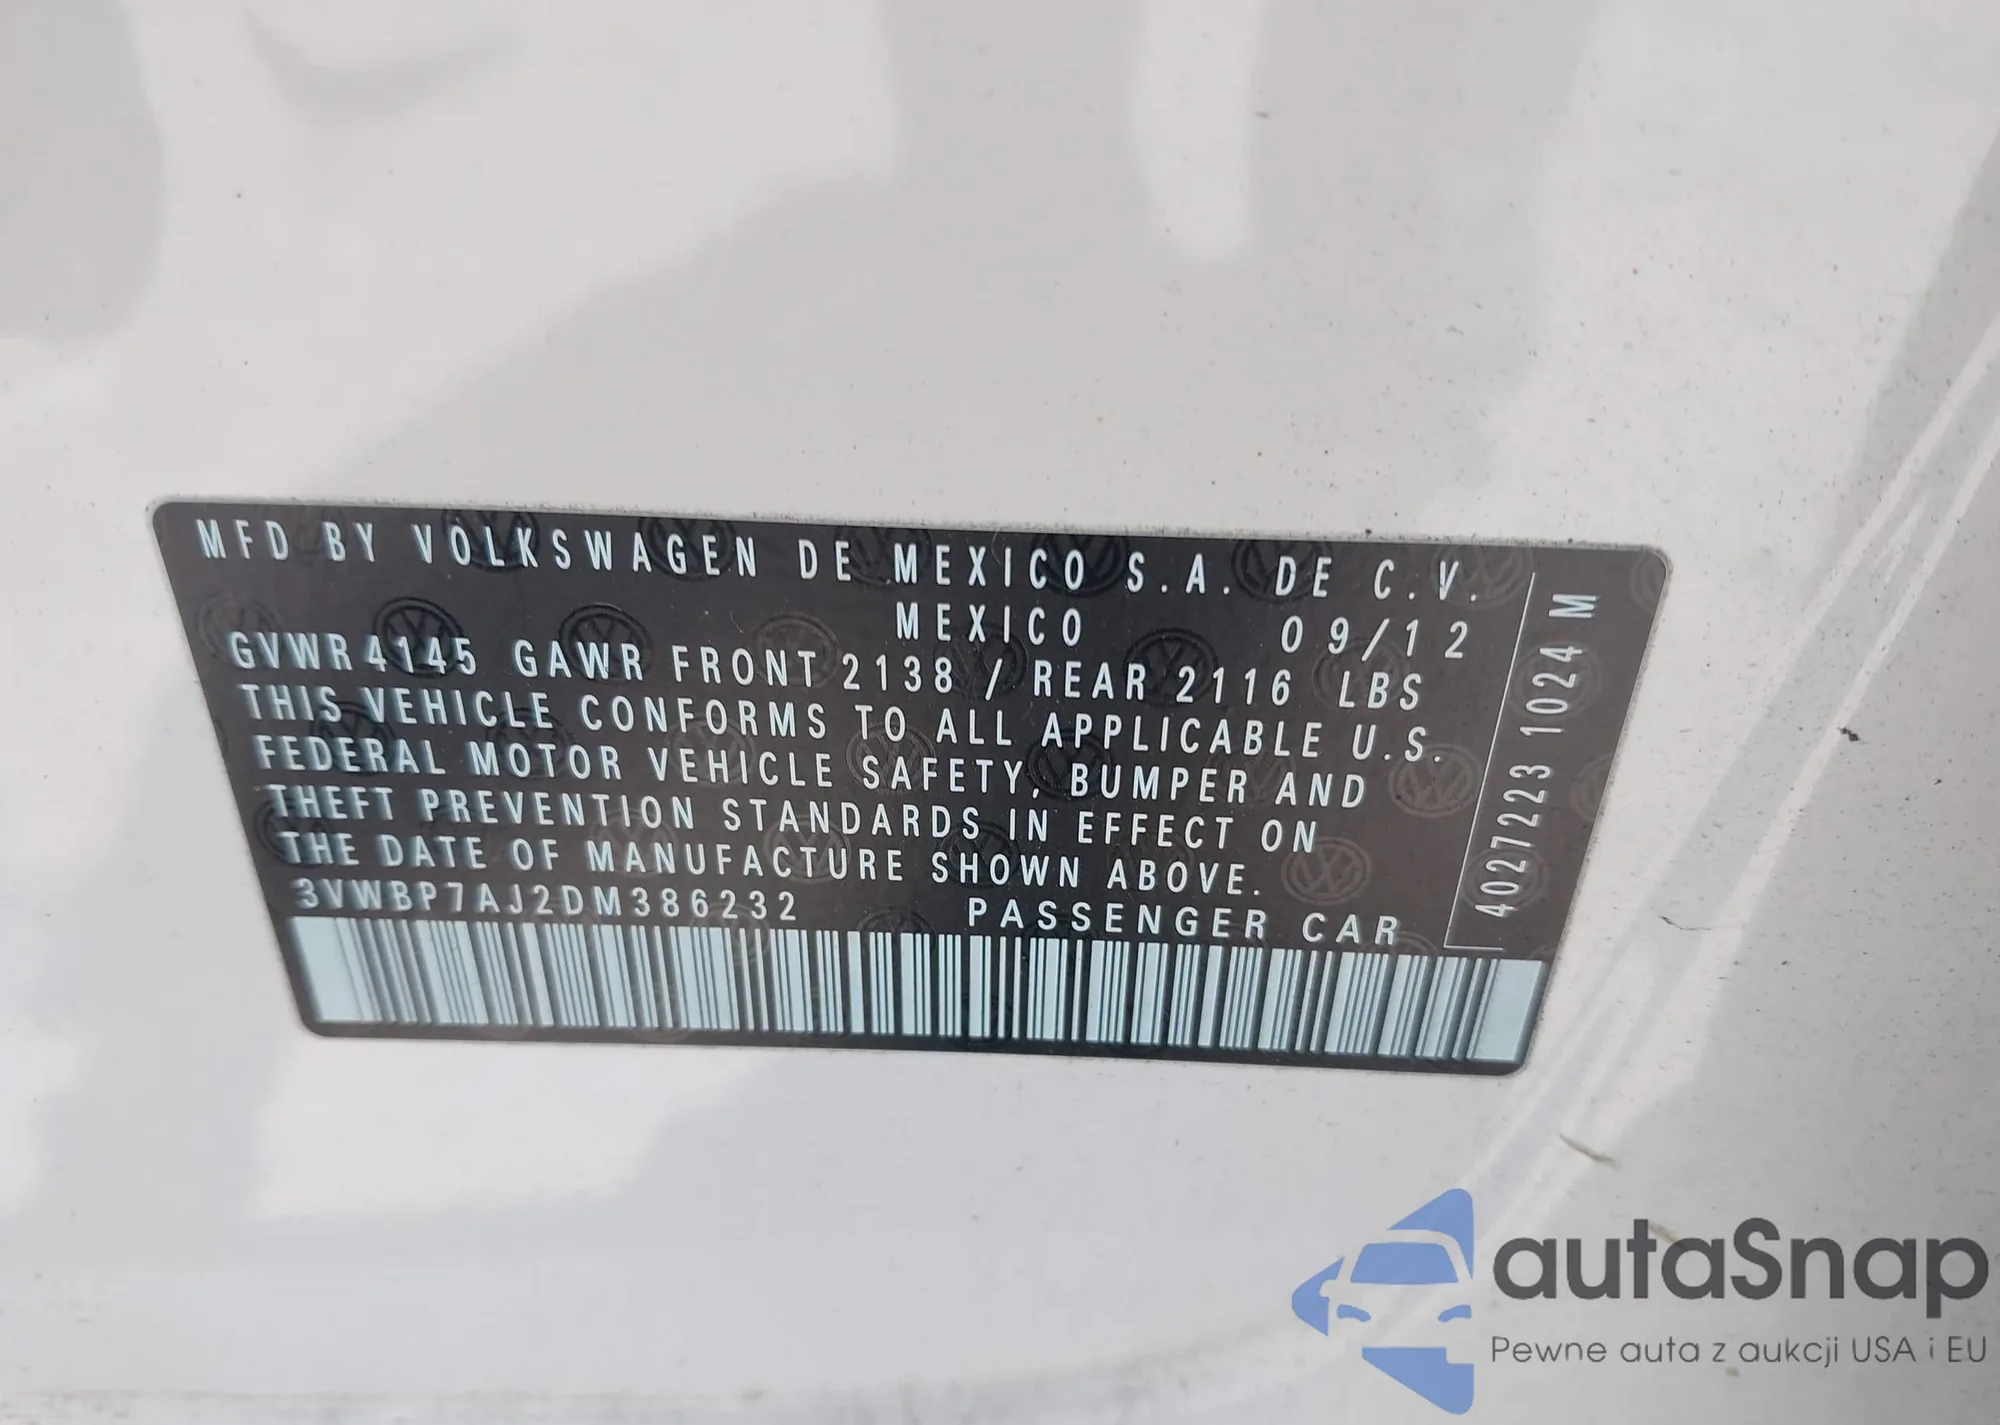 MFD BY VOLKSWAGEN DE MEXICO S.A. DE C.V.
MEXICO 09/12
GVWR 4145 GAWR FRONT 2138 / REAR 2116 LBS
THIS VEHICLE CONFORMS TO ALL APPLICABLE U.S.
FEDERAL MOTOR VEHICLE SAFETY, BUMPER AND
THEFT PREVENTION STANDARDS IN EFFECT ON
THE DATE OF MANUFACTURE SHOWN ABOVE.
3VWBP7AJ2DM386232 PASSENGER CAR
4027223 1024 M
autaSnap
Pewne auta z aukcji USA i EU